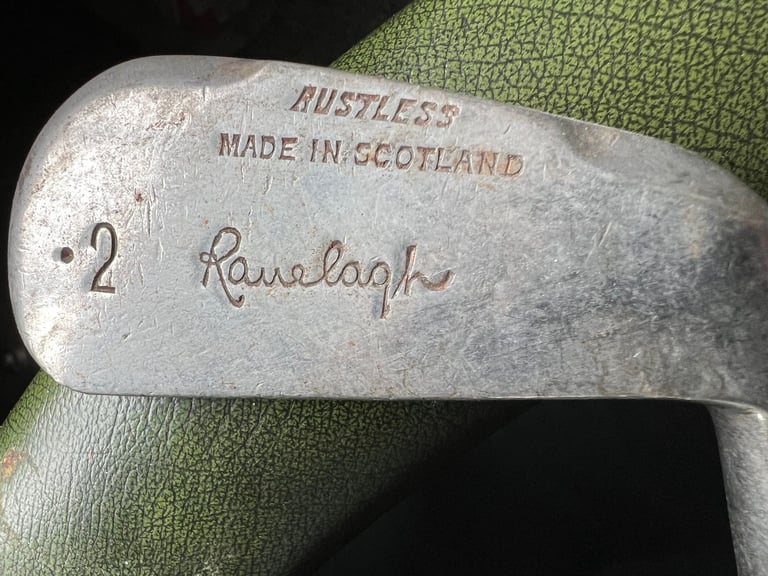 RUSTLESS
MADE IN SCOTLAND
2
Ranelagh